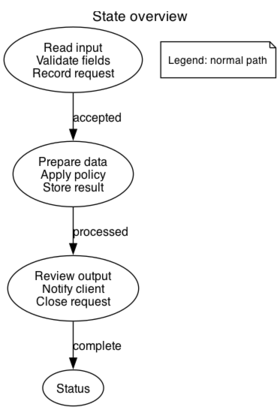 State overview
Read input
Validate fields
Record request
Legend: normal path
accepted
Prepare data
Apply policy
Store result
processed
Review output
Notify client
Close request
complete
Status